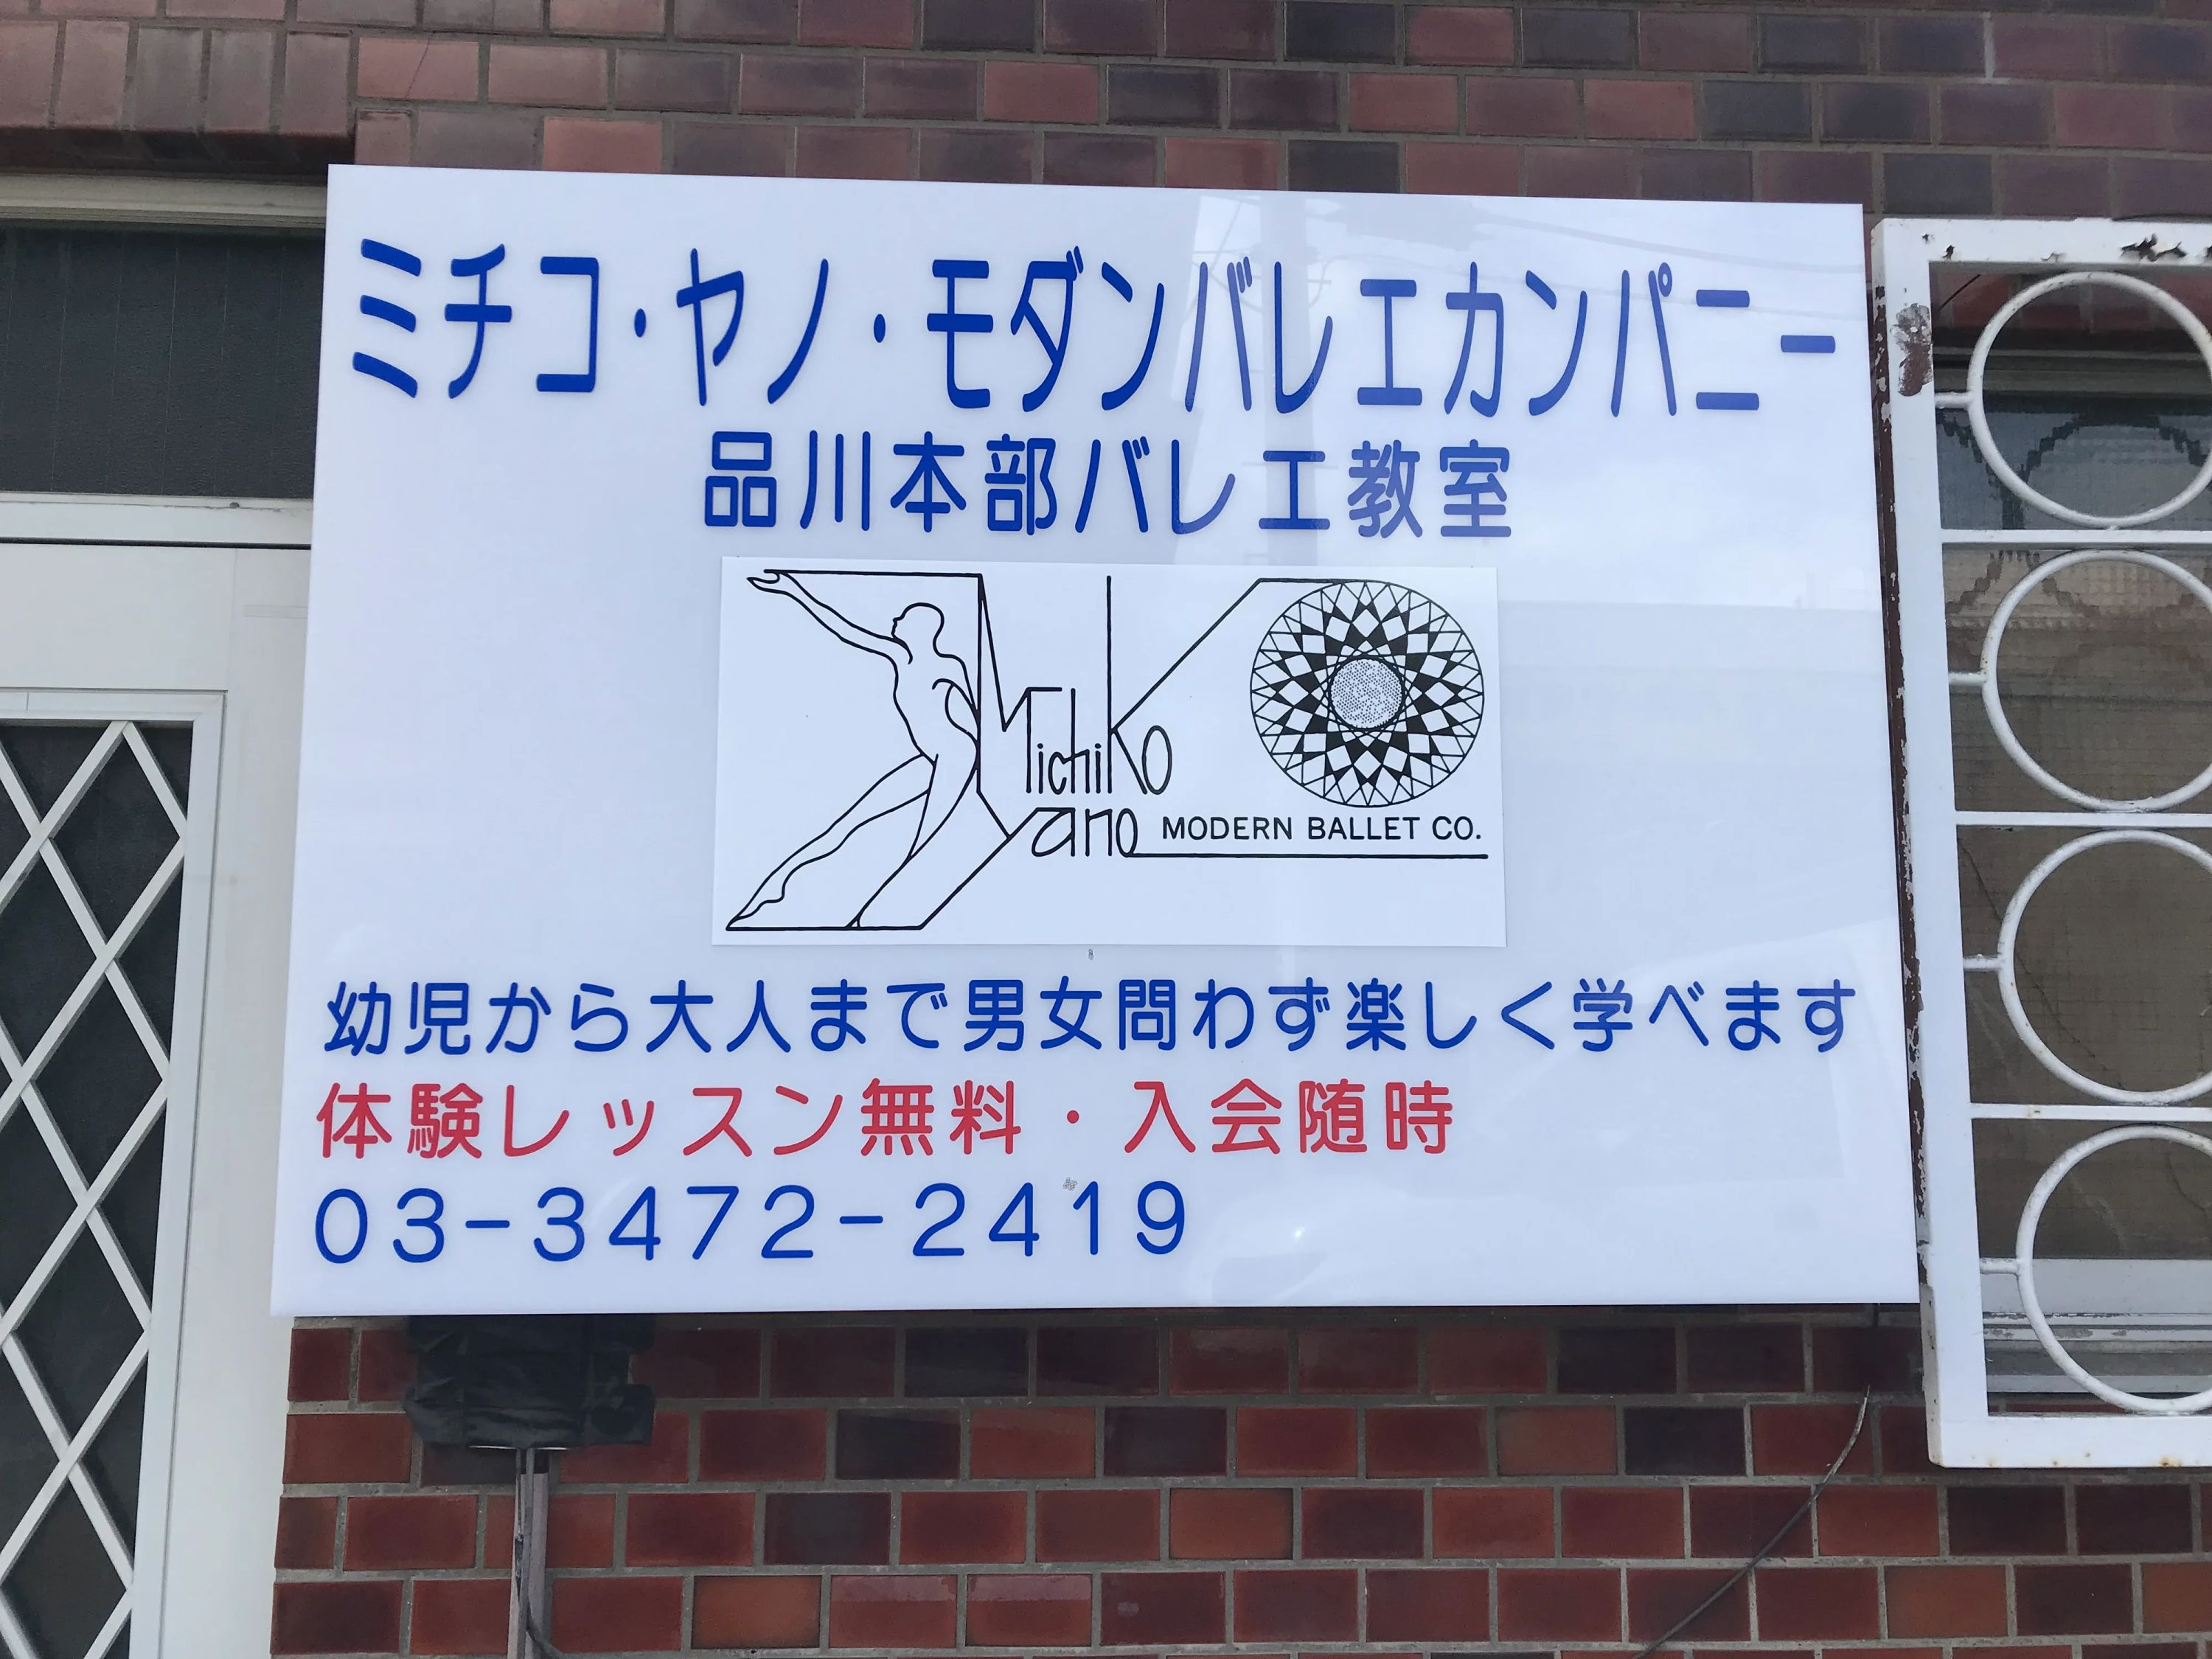 ミチコ・ヤノ・モダンバレエカンパニー
品川本部バレエ教室
Michiko
Yano MODERN BALLET CO.
幼児から大人まで男女問わず楽しく学べます
体験レッスン無料・入会随時
03-3472-2419